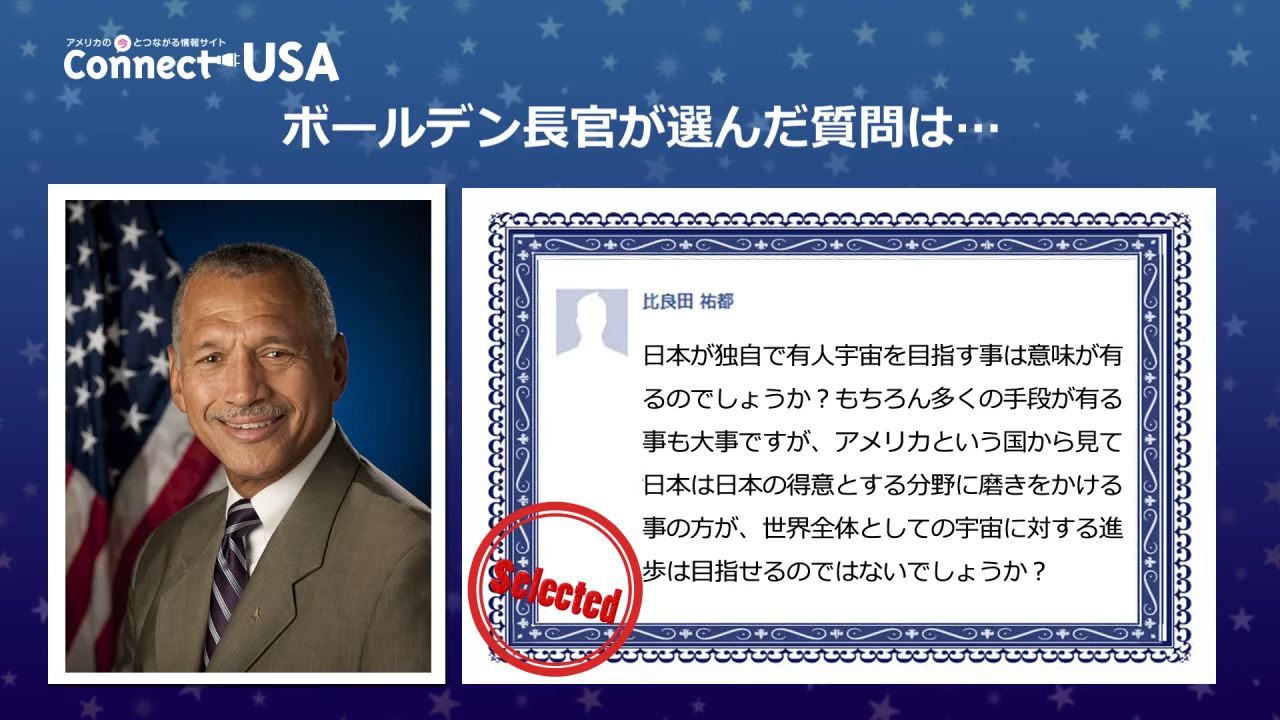 アメリカの今とつながる情報サイト
Connect USA
ボールデン長官が選んだ質問は…
比良田 祐都
日本が独自で有人宇宙を目指す事は意味が有
るのでしょうか？もちろん多くの手段が有る
事も大事ですが、アメリカという国から見て
日本は日本の得意とする分野に磨きをかける
事の方が、世界全体としての宇宙に対する進
歩は目指せるのではないでしょうか？
Selected